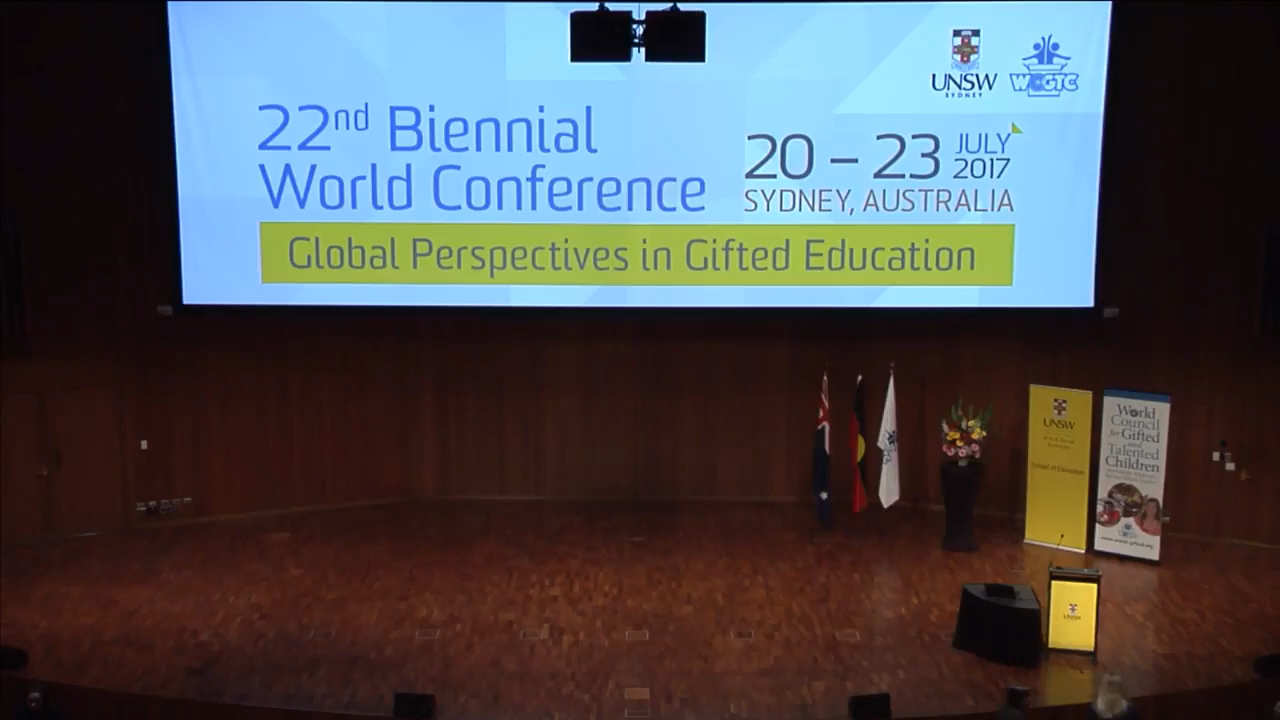 UNSW
SYDNEY
WCGTC
22nd Biennial
World Conference
20 – 23 JULY
2017
SYDNEY, AUSTRALIA
Global Perspectives in Gifted Education
UNSW
School of Education
World
Council
for Gifted
and
Talented
Children
UNSW